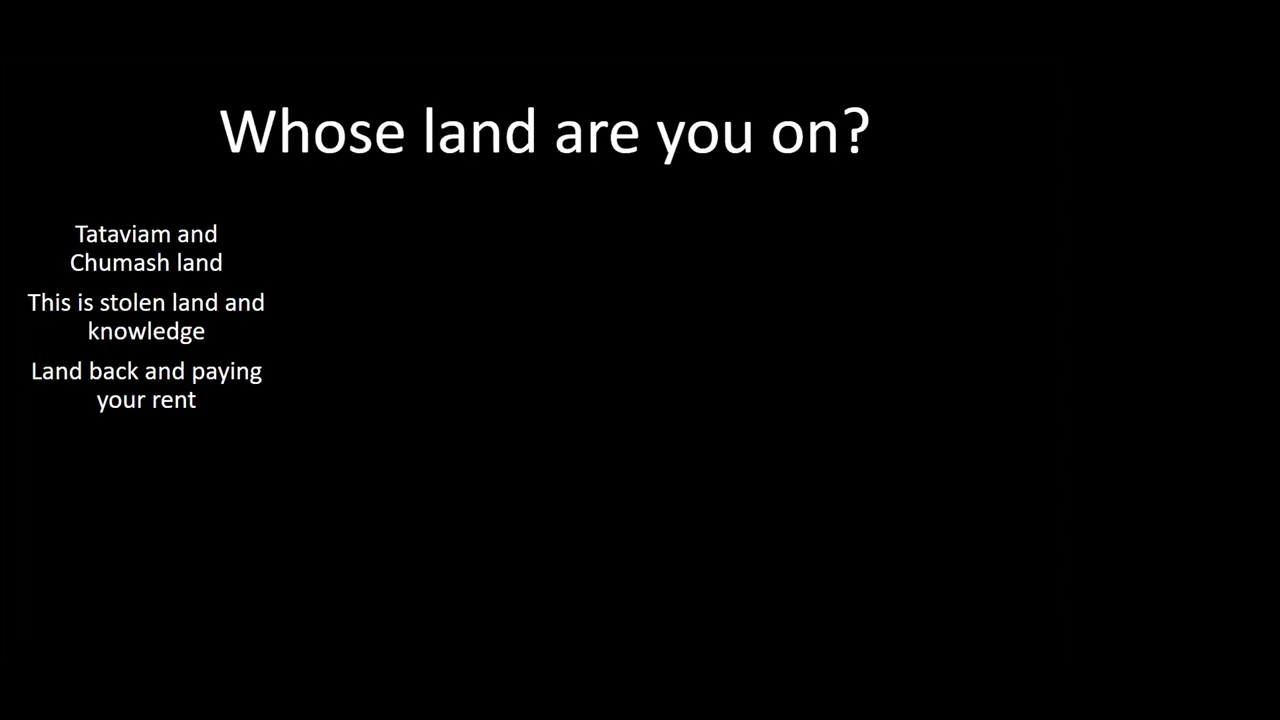 Whose land are you on?
Tataviam and
Chumash land
This is stolen land and
knowledge
Land back and paying
your rent